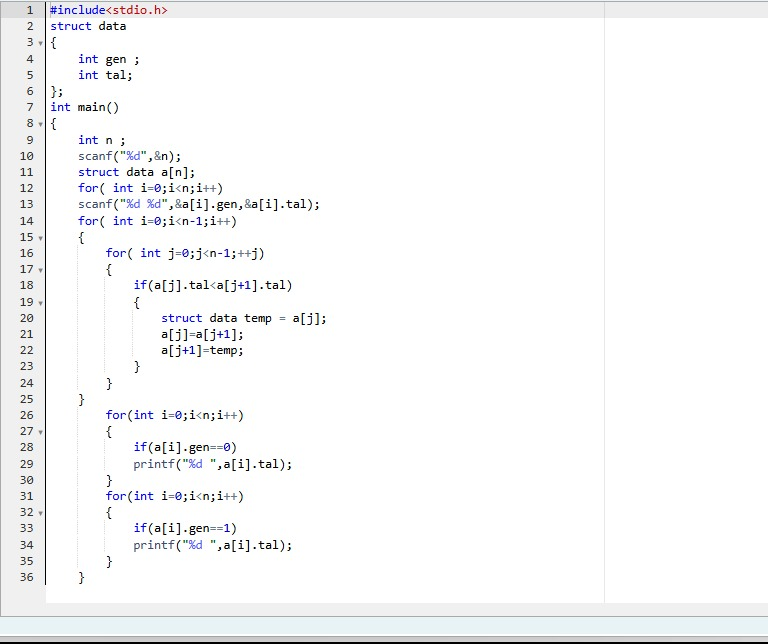 1 #include<stdio.h>
2 struct data
3 {
4     int gen ;
5     int tal;
6 };
7 int main()
8 {
9     int n ;
10     scanf("%d",&n);
11     struct data a[n];
12     for( int i=0;i<n;i++)
13     scanf("%d %d",&a[i].gen,&a[i].tal);
14     for( int i=0;i<n-1;i++)
15     {
16         for( int j=0;j<n-1;++j)
17         {
18             if(a[j].tal<a[j+1].tal)
19             {
20                 struct data temp = a[j];
21                 a[j]=a[j+1];
22                 a[j+1]=temp;
23             }
24         }
25     }
26         for(int i=0;i<n;i++)
27         {
28             if(a[i].gen==0)
29             printf("%d ",a[i].tal);
30         }
31         for(int i=0;i<n;i++)
32         {
33             if(a[i].gen==1)
34             printf("%d ",a[i].tal);
35         }
36     }